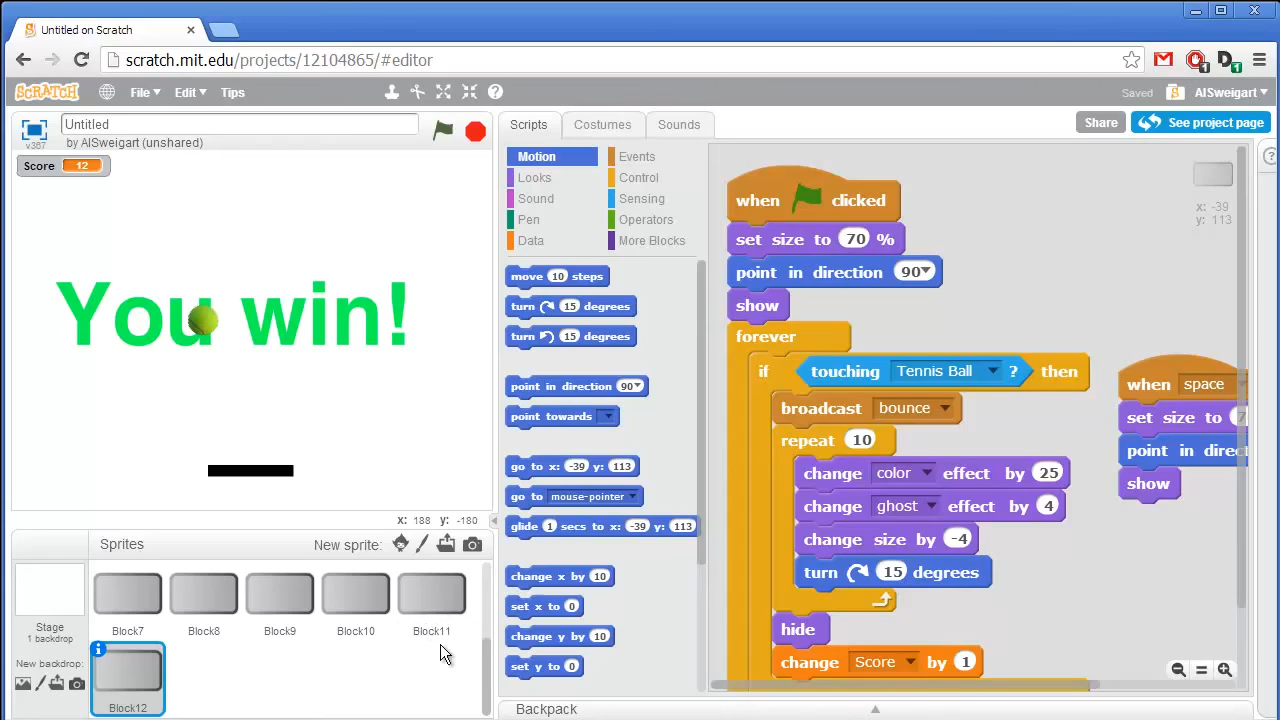 Untitled on Scratch
scratch.mit.edu/projects/12104865/#editor
SCRATCH File Edit Tips Saved AlSweigart
Untitled
by AlSweigart (unshared)
v387
Score 12
You win!
x: 188 y: -180
Scripts Costumes Sounds
Share See project page
Motion Events
Looks Control
Sound Sensing
Pen Operators
Data More Blocks
move 10 steps
turn 15 degrees
turn 15 degrees
point in direction 90
point towards
go to x: -39 y: 113
go to mouse-pointer
glide 1 secs to x: -39 y: 113
change x by 10
set x to 0
change y by 10
set y to 0
when clicked
set size to 70 %
point in direction 90
show
forever
if touching Tennis Ball ? then
broadcast bounce
repeat 10
change color effect by 25
change ghost effect by 4
change size by -4
turn 15 degrees
hide
change Score by 1
when space
set size to 7
point in direc
show
x: -39
y: 113
Sprites New sprite:
Stage
1 backdrop
New backdrop:
Block7 Block8 Block9 Block10 Block11
Block12
Backpack